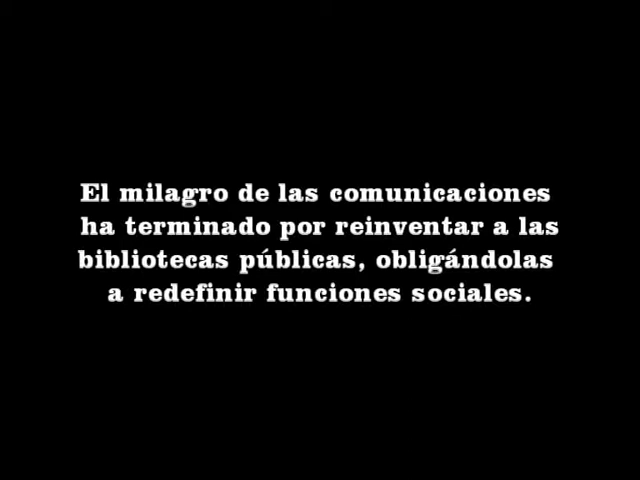 El milagro de las comunicaciones
ha terminado por reinventar a las
bibliotecas públicas, obligándolas
a redefinir funciones sociales.